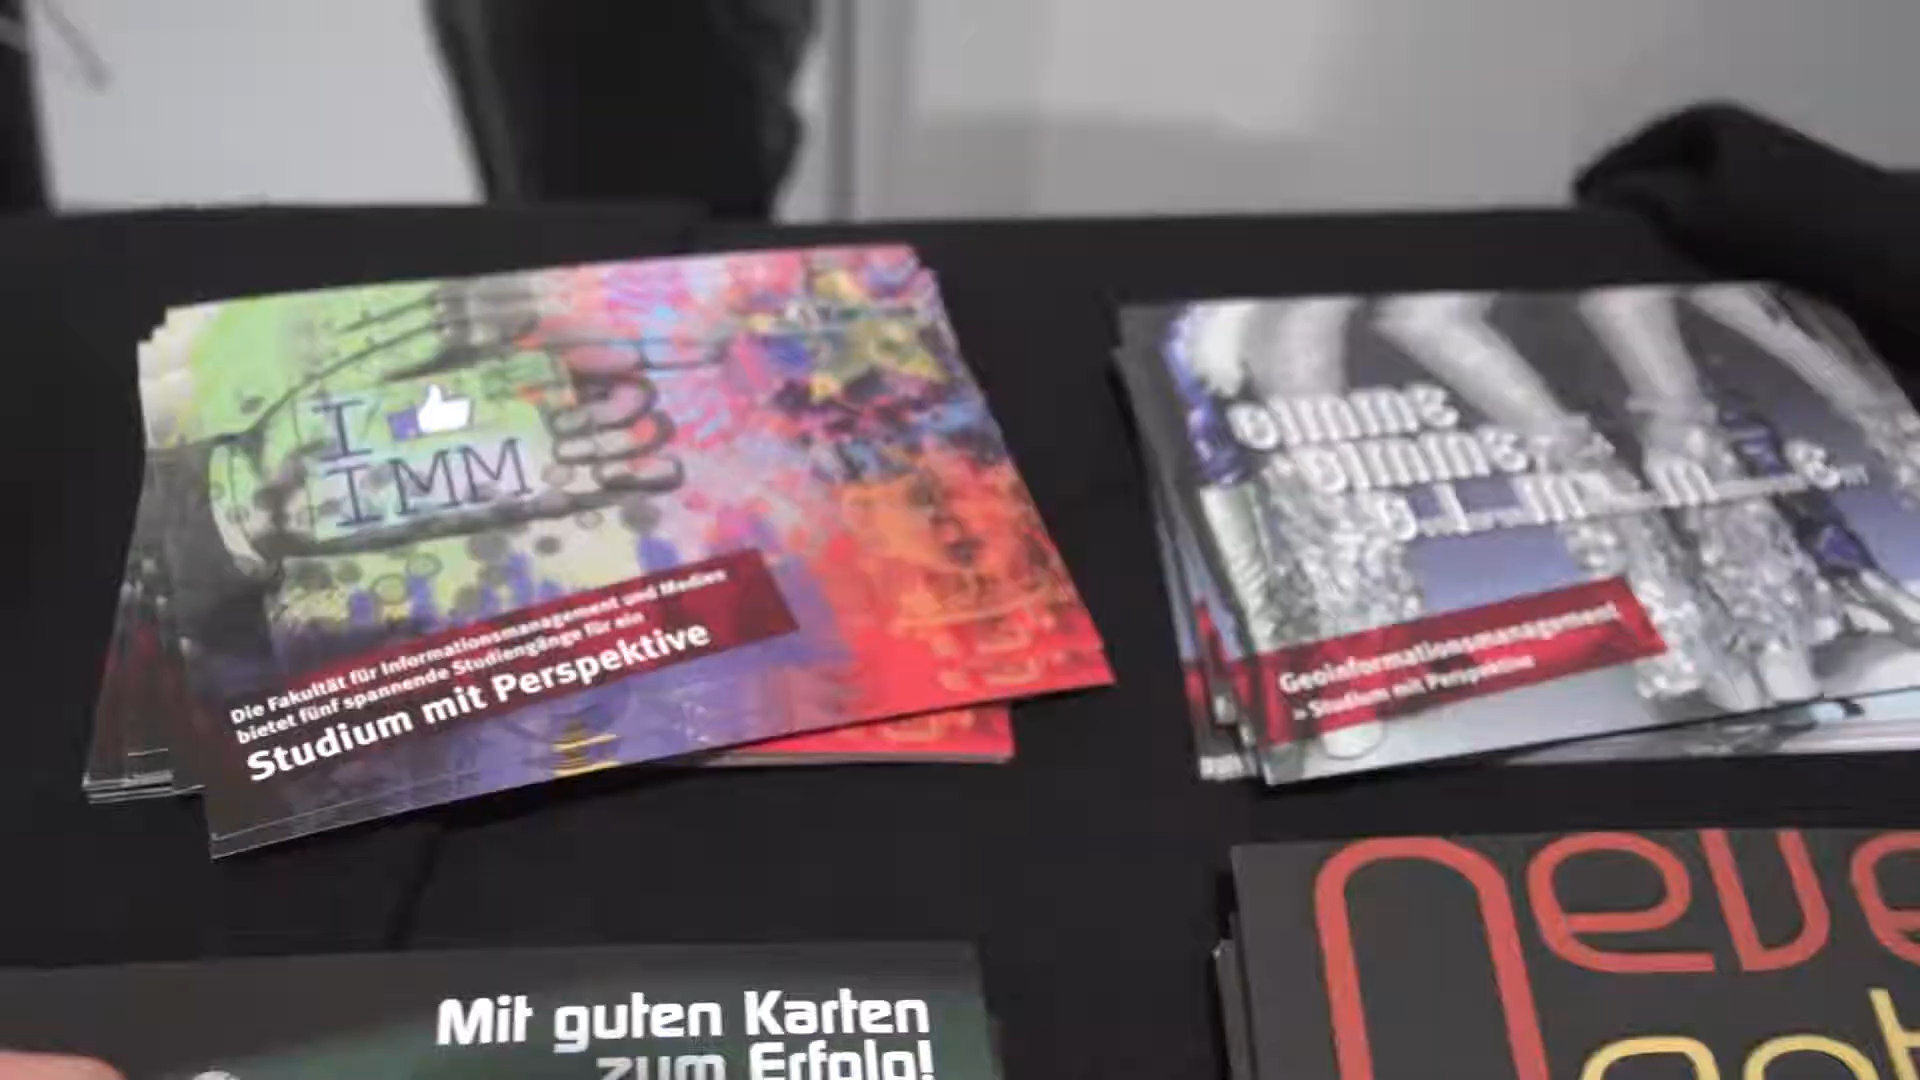 I
IMM
Die Fakultät für Informationsmanagement und Medien
bietet fünf spannende Studiengänge für ein
Studium mit Perspektive
gimme
gimme
Geoinformationsmanagement
» Studium mit Perspektive
Mit guten Karten
zum Erfolg!